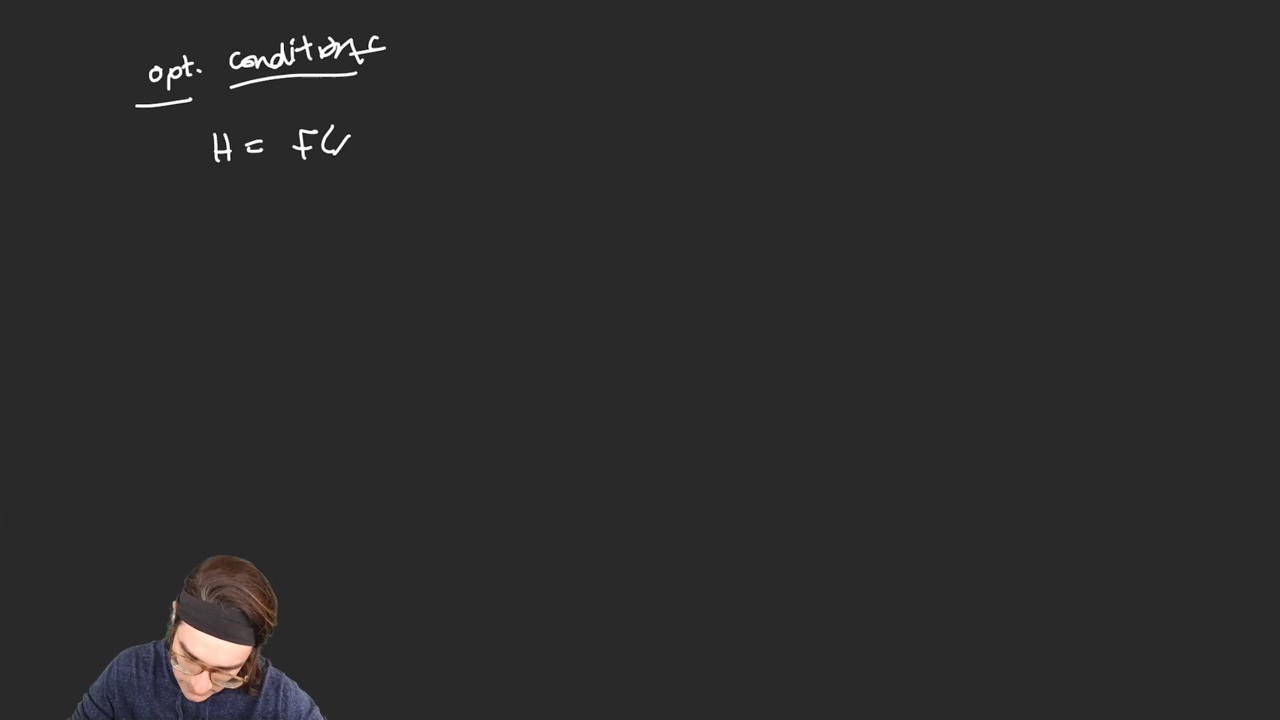 opt. conditions
H = F(